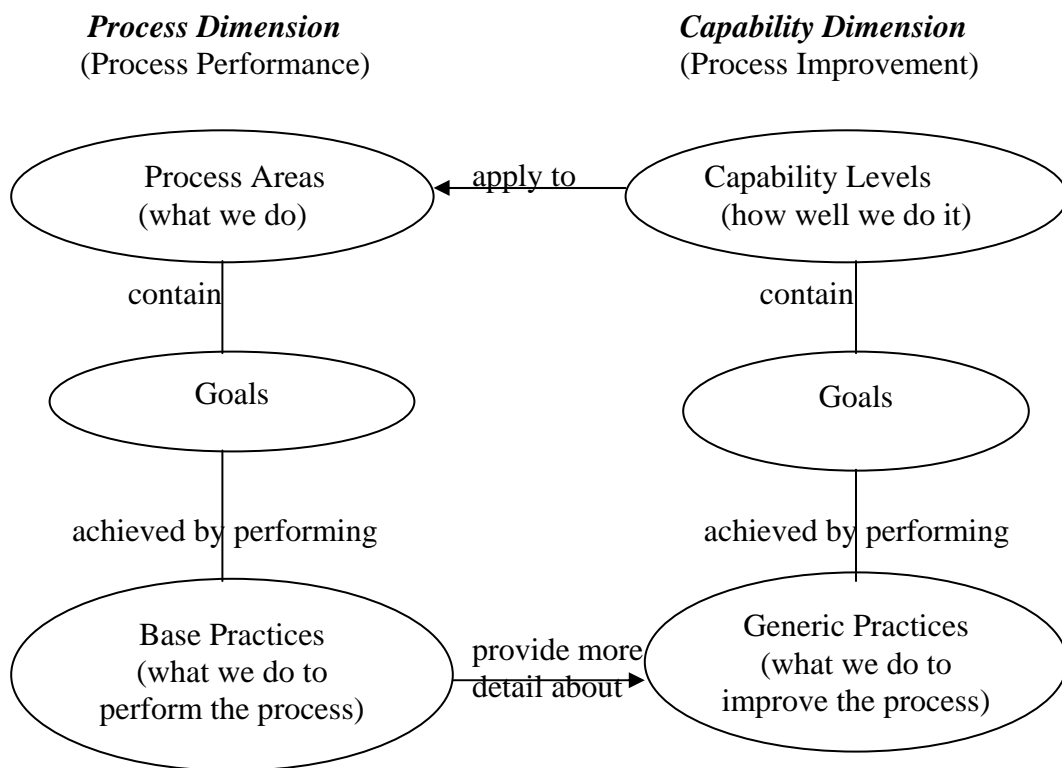 Process Dimension
(Process Performance)
Capability Dimension
(Process Improvement)
Process Areas
(what we do)
apply to
Capability Levels
(how well we do it)
contain
contain
Goals
Goals
achieved by performing
achieved by performing
Base Practices
(what we do to
perform the process)
provide more
detail about
Generic Practices
(what we do to
improve the process)